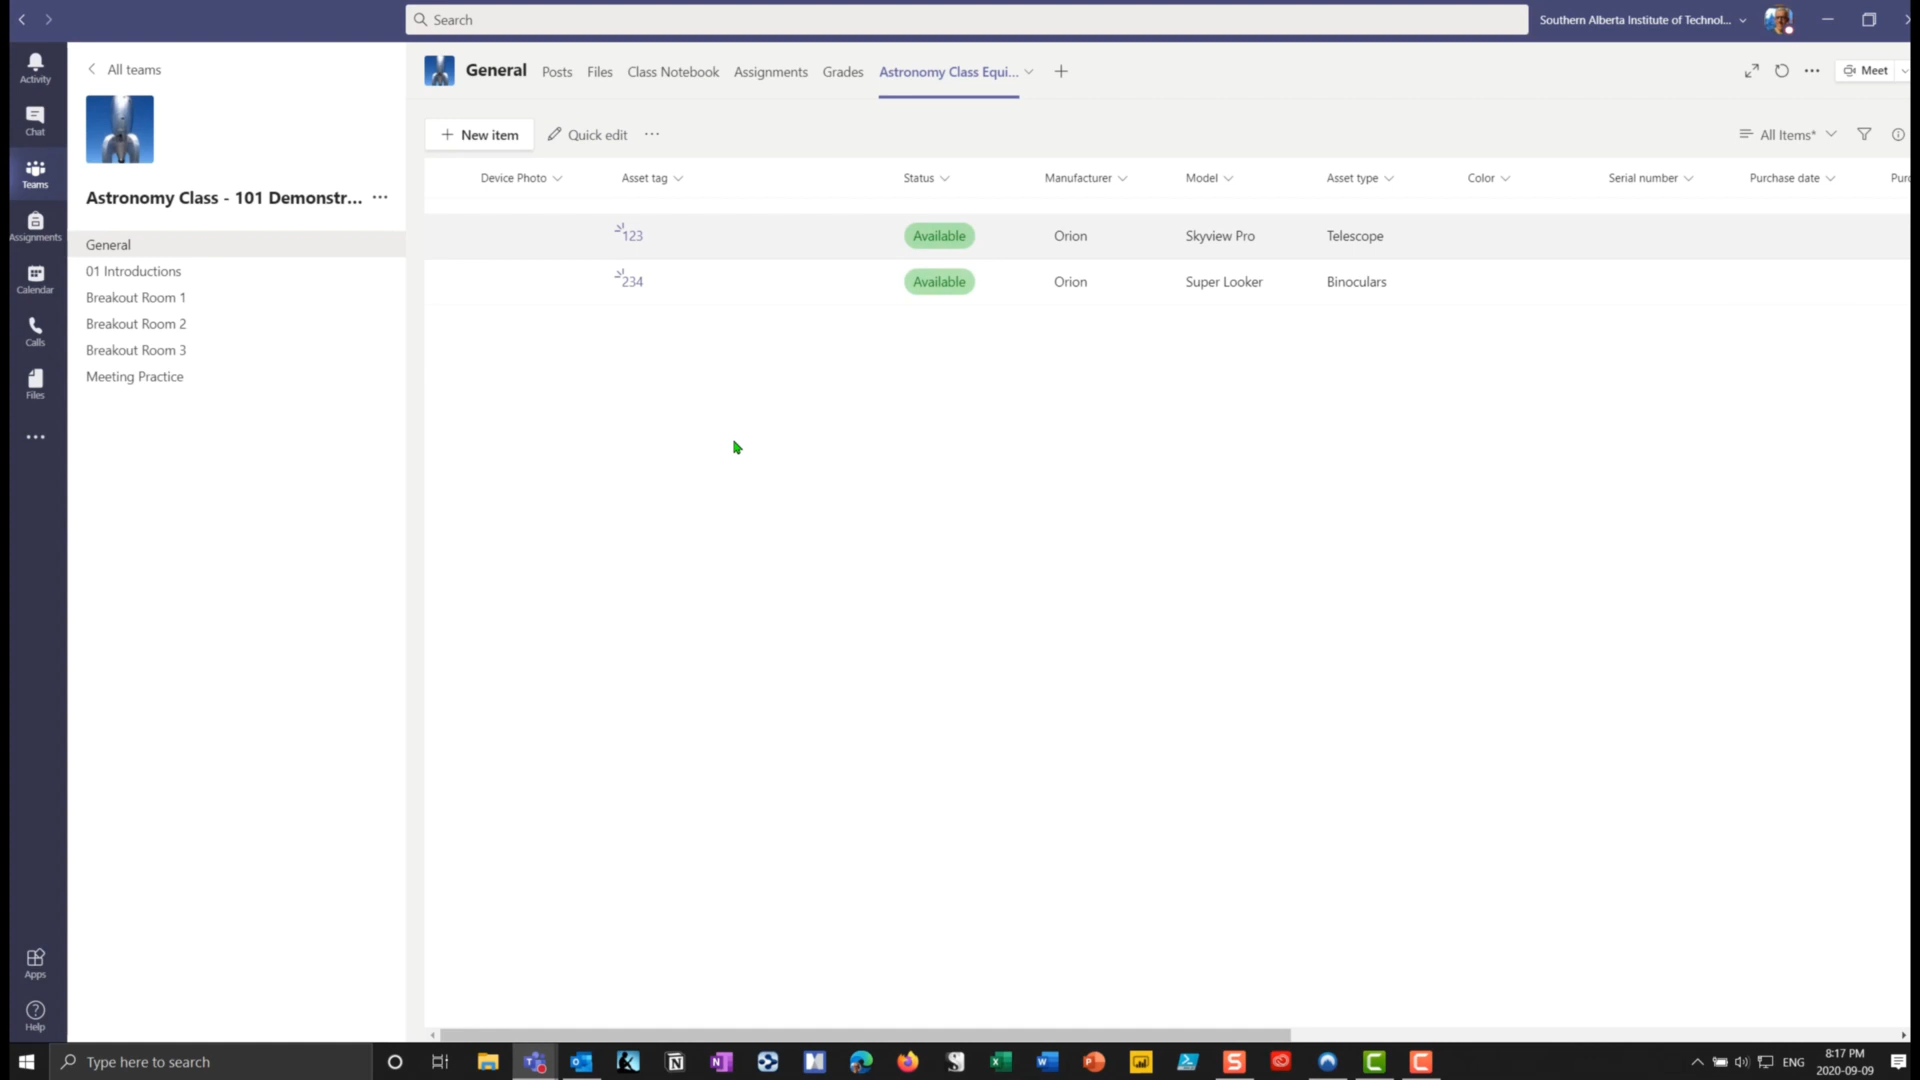 Search
Southern Alberta Institute of Technol...
Activity
Chat
Teams
Assignments
Calendar
Calls
Files
Apps
Help
All teams
Astronomy Class - 101 Demonstr...
General
01 Introductions
Breakout Room 1
Breakout Room 2
Breakout Room 3
Meeting Practice
General Posts Files Class Notebook Assignments Grades Astronomy Class Equi...
Meet
New item Quick edit
All Items*
Device Photo Asset tag Status Manufacturer Model Asset type Color Serial number Purchase date Purc
123 Available Orion Skyview Pro Telescope
234 Available Orion Super Looker Binoculars
Type here to search
ENG
8:17 PM
2020-09-09